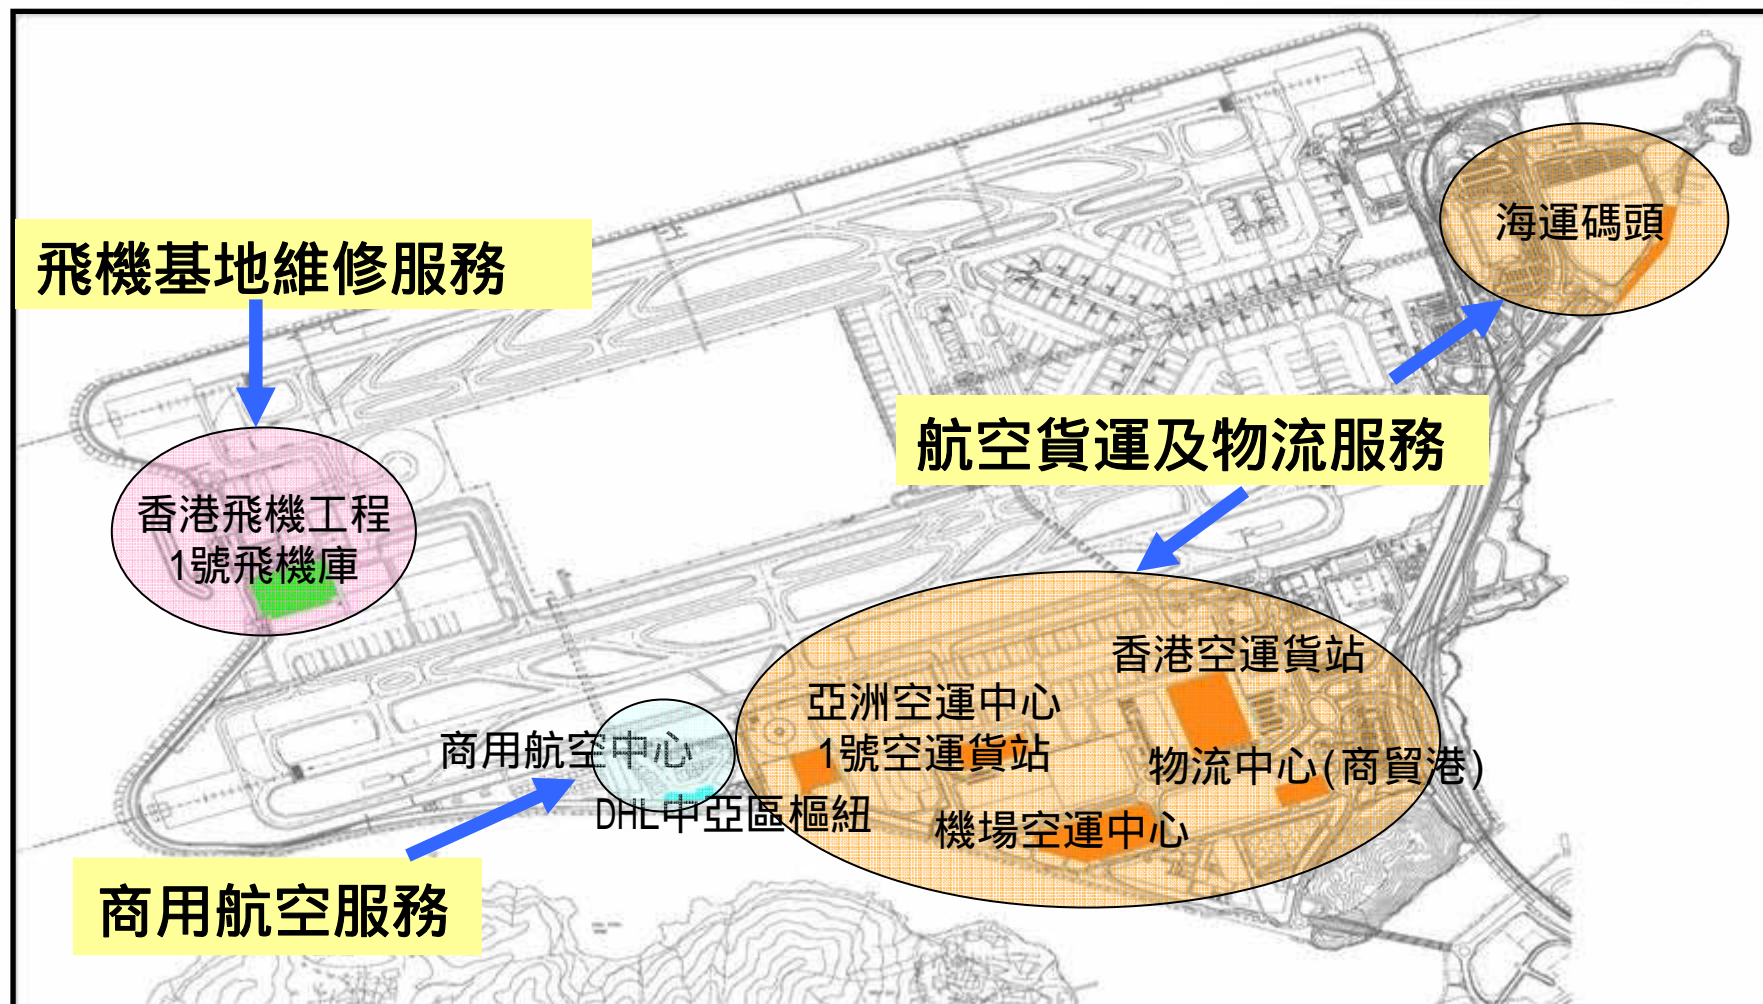 海運碼頭
飛機基地維修服務
航空貨運及物流服務
香港飛機工程
1號飛機庫
香港空運貨站
亞洲空運中心
1號空運貨站
商用航空中心
物流中心(商貿港)
DHL中亞區樞紐
機場空運中心
商用航空服務